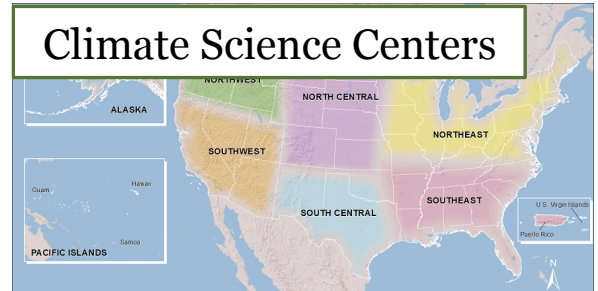 Climate Science Centers
NORTHWEST
ALASKA
NORTH CENTRAL
NORTHEAST
SOUTHWEST
Guam
Hawaii
SOUTH CENTRAL
SOUTHEAST
U.S. Virgin Islands
Puerto Rico
Samoa
PACIFIC ISLANDS
N